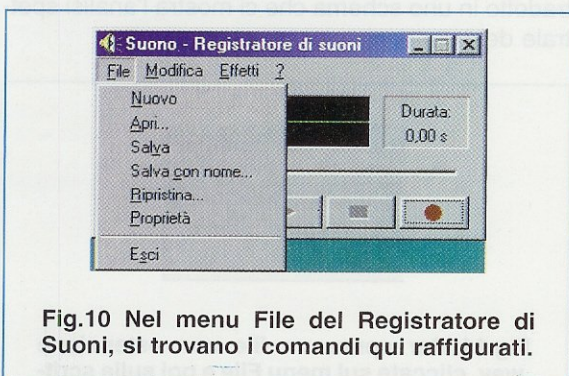 Suono - Registratore di suoni
File Modifica Effetti ?
Nuovo
Apri...
Salva
Salva con nome...
Ripristina...
Proprietà
Esci
Durata:
0,00 s
Fig.10 Nel menu File del Registratore di
Suoni, si trovano i comandi qui raffigurati.